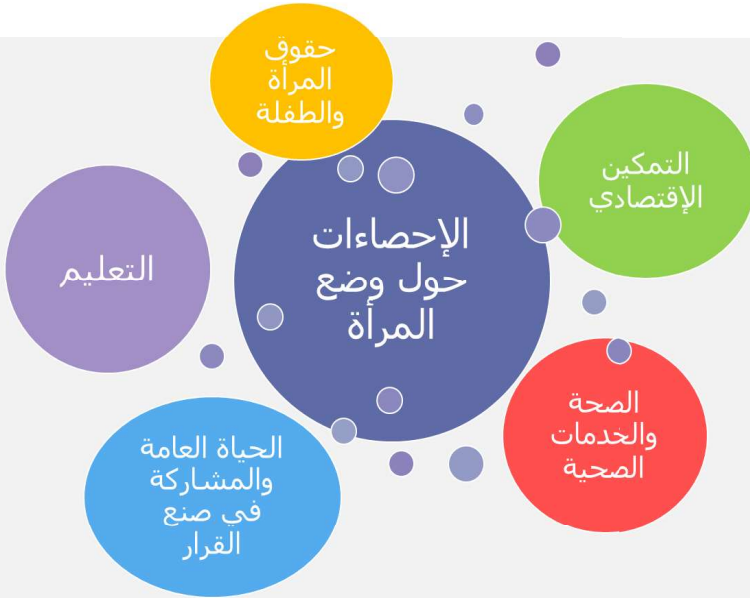 حقوق
المرأة
والطفلة
التمكين
الإقتصادي
الإحصاءات
حول وضع
المرأة
التعليم
الصحة
والخدمات
الصحية
الحياة العامة
والمشاركة
في صنع
القرار